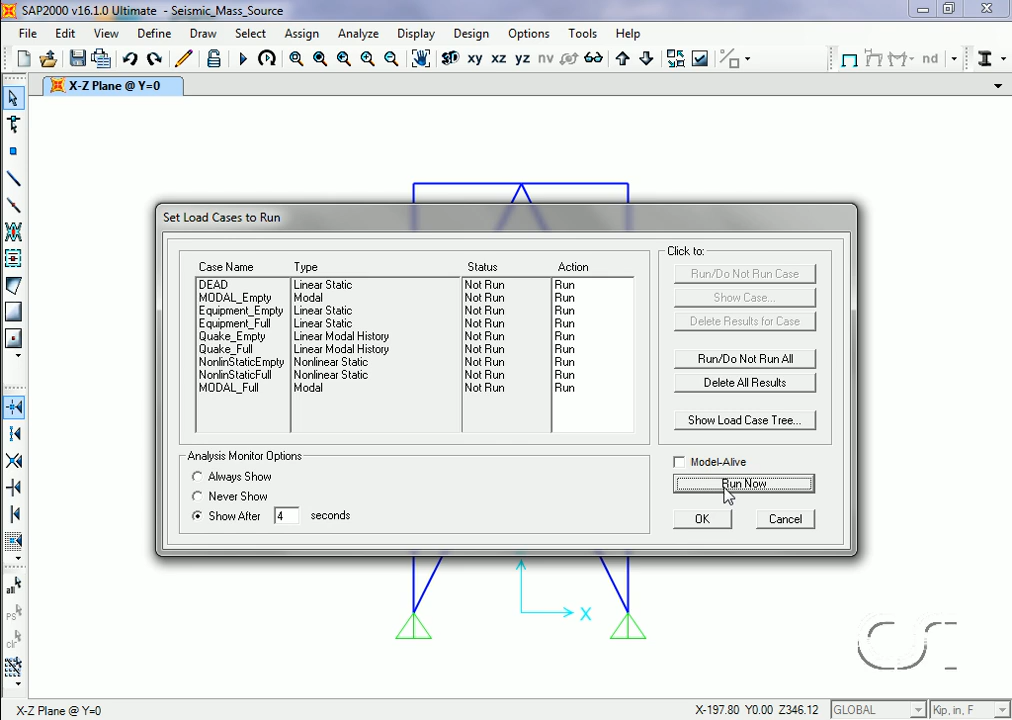 SAP2000 v16.1.0 Ultimate - Seismic_Mass_Source
File Edit View Define Draw Select Assign Analyze Display Design Options Tools Help
3D xy xz yz nv nd
X-Z Plane @ Y=0
Set Load Cases to Run
Click to:
Case Name Type Status Action
Run/Do Not Run Case
DEAD Linear Static Not Run Run
MODAL_Empty Modal Not Run Run
Show Case...
Equipment_Empty Linear Static Not Run Run
Equipment_Full Linear Static Not Run Run
Delete Results for Case
Quake_Empty Linear Modal History Not Run Run
Quake_Full Linear Modal History Not Run Run
NonlinStaticEmpty Nonlinear Static Not Run Run
Run/Do Not Run All
NonlinStaticFull Nonlinear Static Not Run Run
MODAL_Full Modal Not Run Run
Delete All Results
Show Load Case Tree...
Analysis Monitor Options
Model-Alive
Always Show
Run Now
Never Show
Show After 4 seconds
OK Cancel
all
PS
clr
X
CSI
X-Z Plane @ Y=0
X-197.80 Y0.00 Z346.12
GLOBAL
Kip, in, F